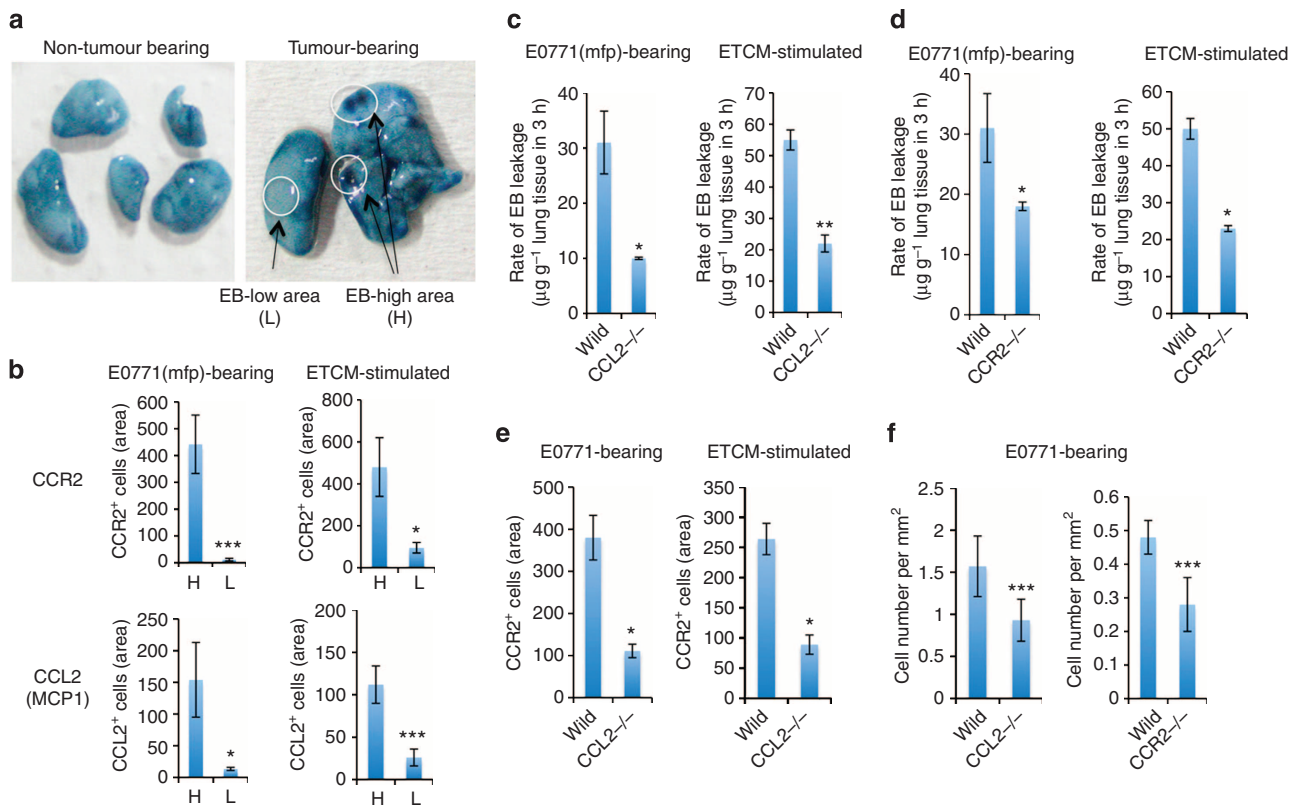 a
Non-tumour bearing
Tumour-bearing
EB-low area
(L)
EB-high area
(H)
b
E0771(mfp)-bearing
ETCM-stimulated
CCR2
CCR2+ cells (area)
600
500
400
300
200
100
0
***
H
L
CCR2+ cells (area)
800
600
400
200
0
*
H
L
CCL2
(MCP1)
CCL2+ cells (area)
250
200
150
100
50
0
*
H
L
CCL2+ cells (area)
200
150
100
50
0
***
H
L
c
E0771(mfp)-bearing
Rate of EB leakage
(μg g–1 lung tissue in 3 h)
40
30
20
10
0
*
Wild
CCL2–/–
ETCM-stimulated
Rate of EB leakage
(μg g–1 lung tissue in 3 h)
70
60
50
40
30
20
10
0
**
Wild
CCL2–/–
d
E0771(mfp)-bearing
Rate of EB leakage
(μg g–1 lung tissue in 3 h)
40
30
20
10
0
*
Wild
CCR2–/–
ETCM-stimulated
Rate of EB leakage
(μg g–1 lung tissue in 3 h)
60
50
40
30
20
10
0
*
Wild
CCR2–/–
e
E0771-bearing
CCR2+ cells (area)
500
400
300
200
100
0
*
Wild
CCL2–/–
ETCM-stimulated
CCR2+ cells (area)
350
300
250
200
150
100
50
0
*
Wild
CCL2–/–
f
E0771-bearing
Cell number per mm2
2.5
2
1.5
1
0.5
0
***
Wild
CCL2–/–
Cell number per mm2
0.6
0.5
0.4
0.3
0.2
0.1
0
***
Wild
CCR2–/–